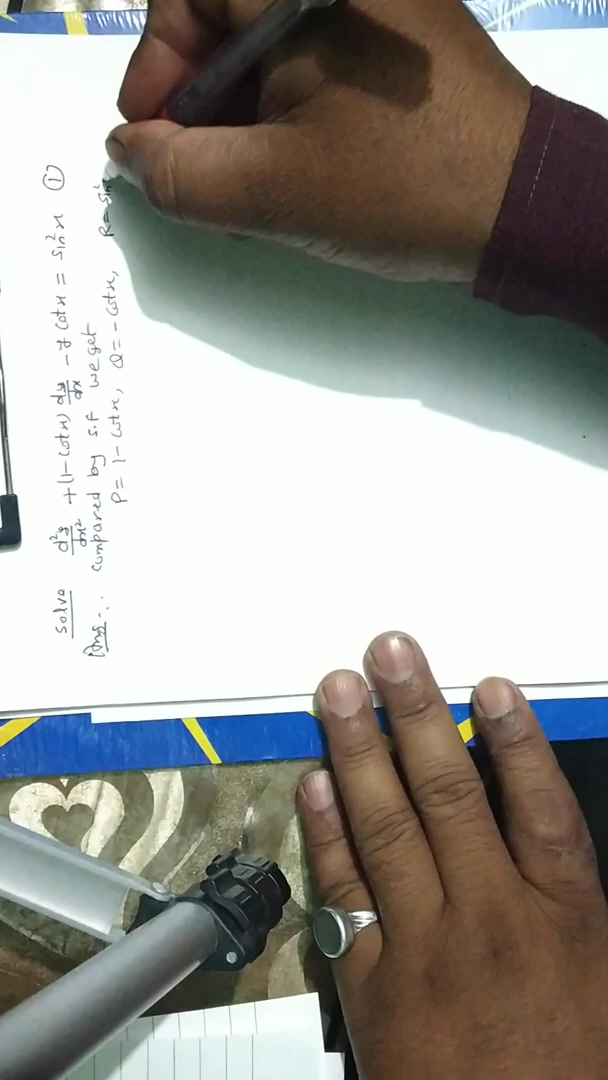 Solve d²y/dx² + (1-cotx) dy/dx - y cotx = sin²x ①
Ans-: compared by S.F we get
P = 1-cotx, Q = -cotx, R = sin²